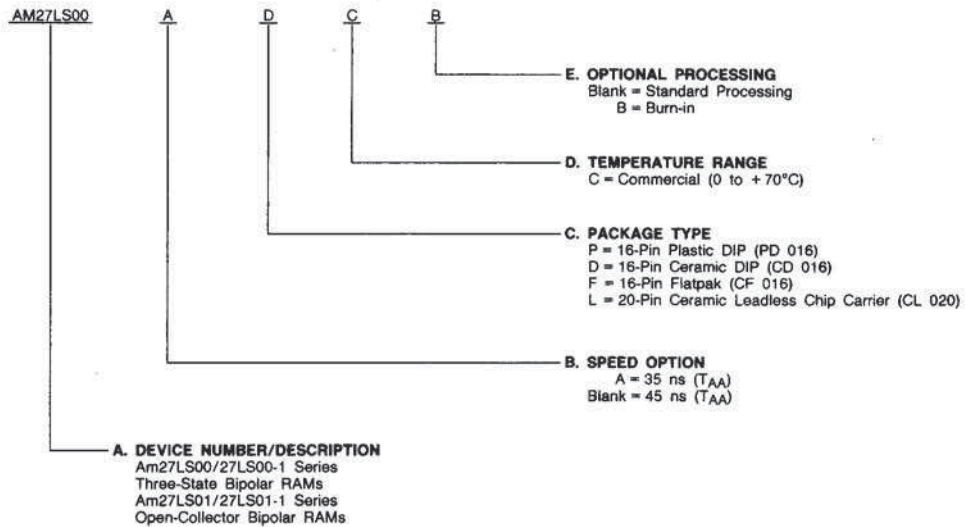 AM27LS00 A D C B
E. OPTIONAL PROCESSING
Blank = Standard Processing
B = Burn-in
D. TEMPERATURE RANGE
C = Commercial (0 to +70°C)
C. PACKAGE TYPE
P = 16-Pin Plastic DIP (PD 016)
D = 16-Pin Ceramic DIP (CD 016)
F = 16-Pin Flatpak (CF 016)
L = 20-Pin Ceramic Leadless Chip Carrier (CL 020)
B. SPEED OPTION
A = 35 ns (TAA)
Blank = 45 ns (TAA)
A. DEVICE NUMBER/DESCRIPTION
Am27LS00/27LS00-1 Series
Three-State Bipolar RAMs
Am27LS01/27LS01-1 Series
Open-Collector Bipolar RAMs